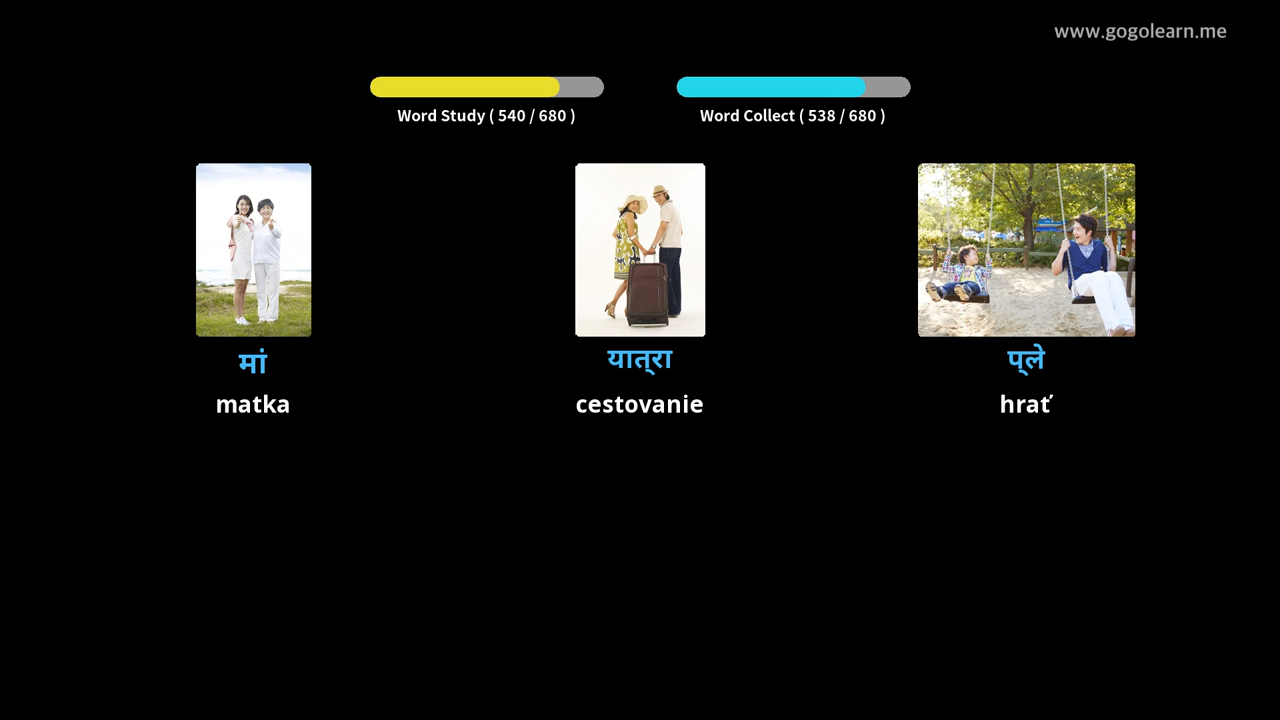 www.gogolearn.me
Word Study ( 540 / 680 )
Word Collect ( 538 / 680 )
मां
यात्रा
प्ले
matka
cestovanie
hrať